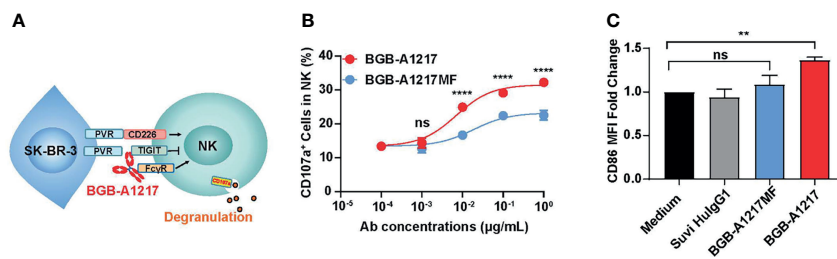 A
SK-BR-3
PVR
CD226
PVR
TIGIT
FcγR
NK
BGB-A1217
CD107a
Degranulation
B
CD107a⁺ Cells in NK (%)
40
30
20
10
0
BGB-A1217
BGB-A1217MF
ns
****
****
****
10⁻⁵
10⁻⁴
10⁻³
10⁻²
10⁻¹
10⁰
Ab concentrations (μg/mL)
C
CD86 MFI Fold Change
1.5
1.0
0.5
0.0
**
ns
Medium
Suvi HuIgG1
BGB-A1217MF
BGB-A1217